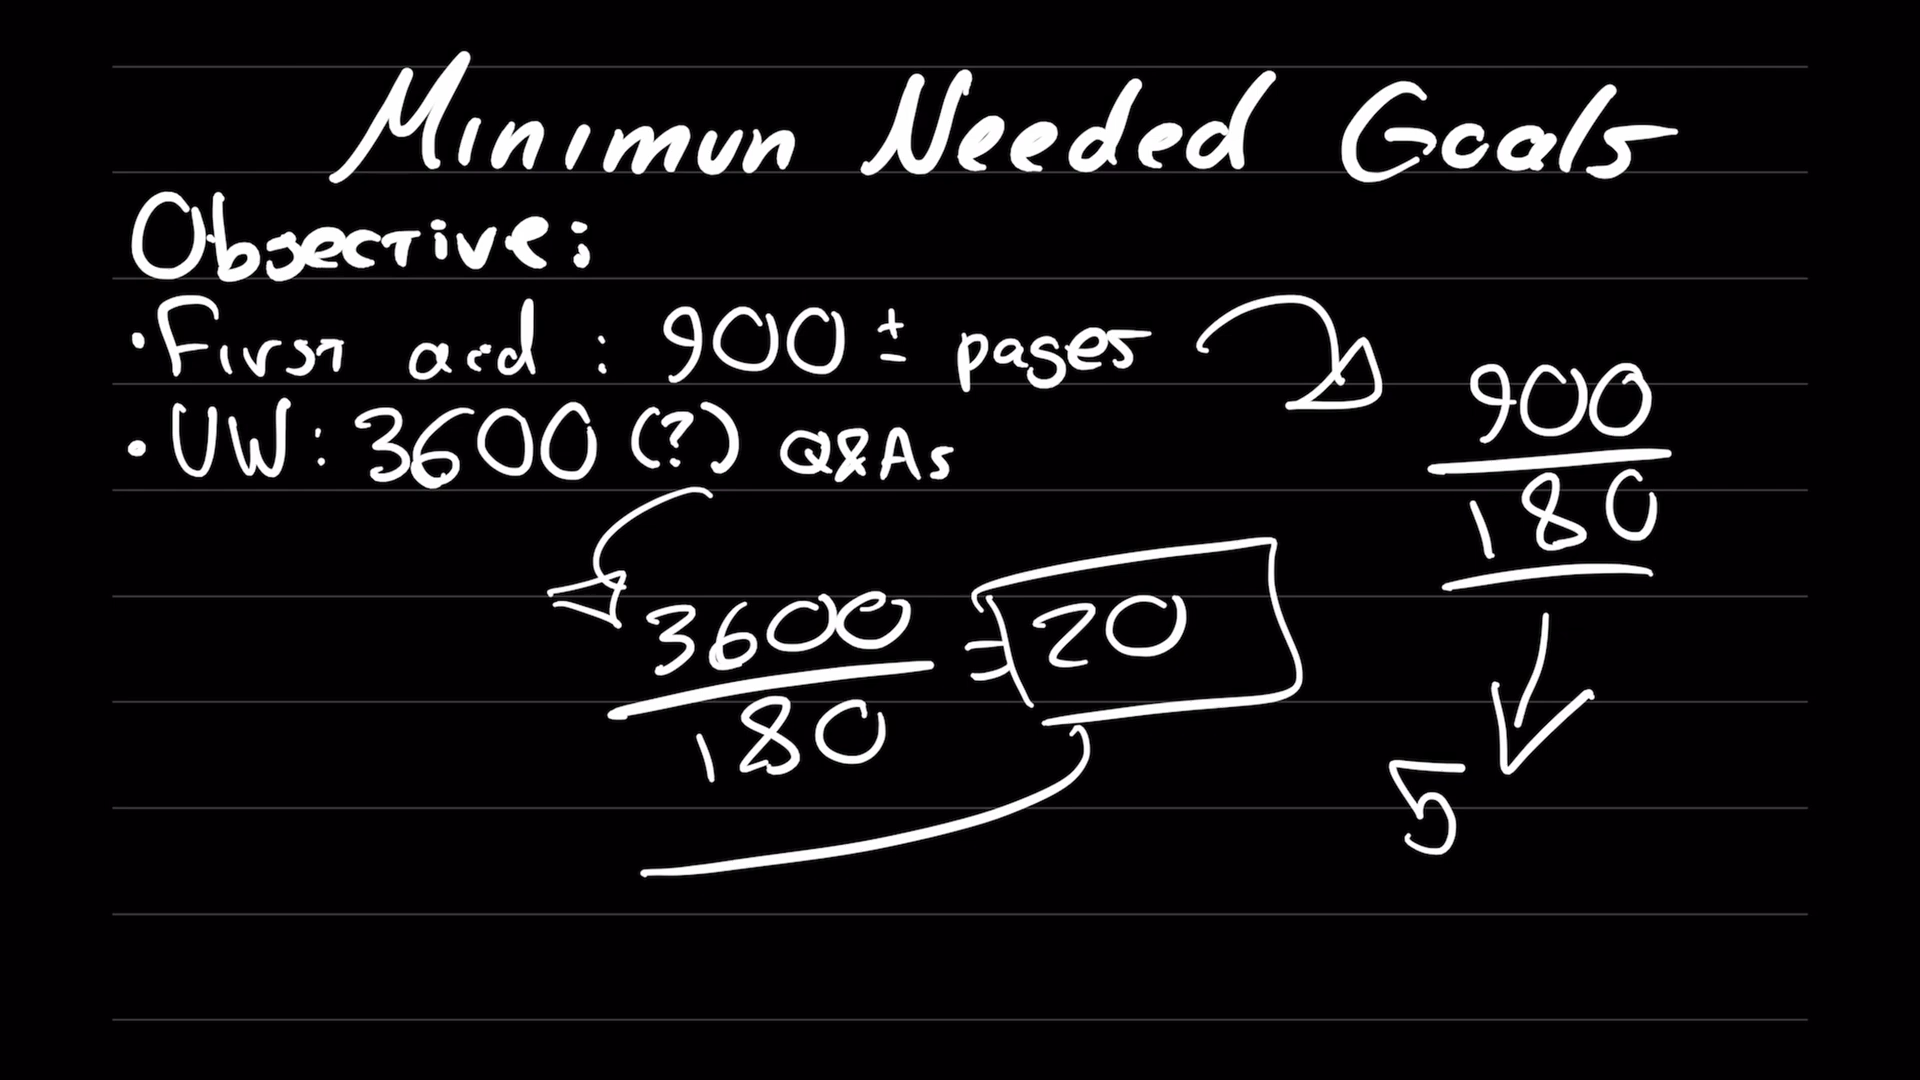 Minimun Needed Goals
Objective:
• First aid : 900 ± pages
• UW: 3600 (?) Q&As
900
180
3600 = 20
180
5